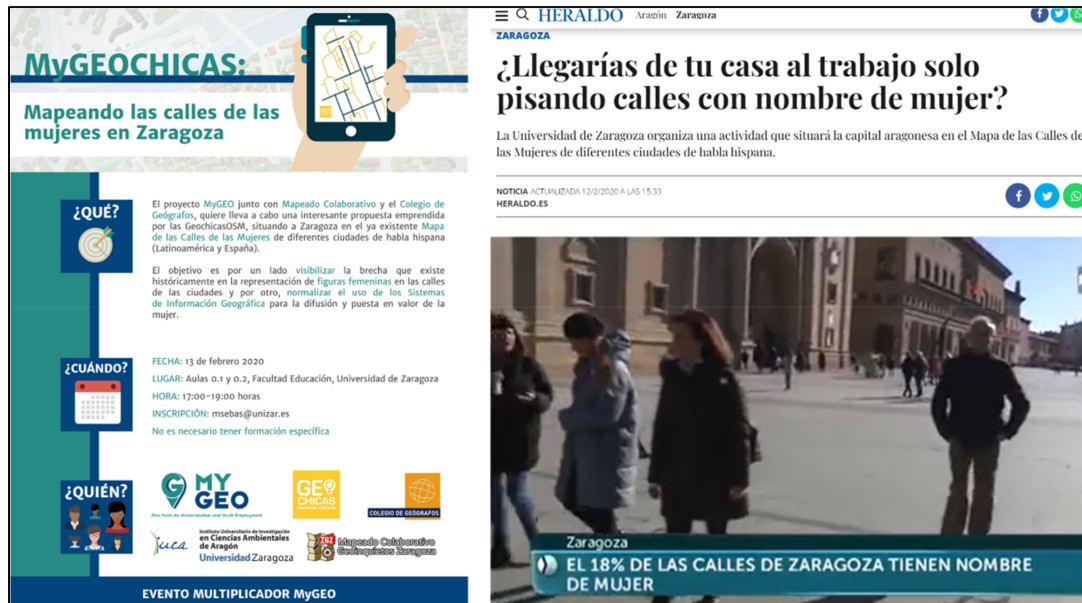 MyGEOCHICAS:
Mapeando las calles de las
mujeres en Zaragoza
¿QUÉ?
El proyecto MyGEO junto con Mapeado Colaborativo y el Colegio de
Geógrafos, quiere lleva a cabo una interesante propuesta emprendida
por las GeochicasOSM, situando a Zaragoza en el ya existente Mapa
de las Calles de las Mujeres de diferentes ciudades de habla hispana
(Latinoamérica y España).
El objetivo es por un lado visibilizar la brecha que existe
históricamente en la representación de figuras femeninas en las calles
de las ciudades y por otro, normalizar el uso de los Sistemas
de Información Geográfica para la difusión y puesta en valor de la
mujer.
¿CUÁNDO?
FECHA: 13 de febrero 2020
LUGAR: Aulas 0.1 y 0.2, Facultad Educación, Universidad de Zaragoza
HORA: 17:00-19:00 horas
INSCRIPCIÓN: msebas@unizar.es
No es necesario tener formación específica
¿QUIÉN?
MY
GEO
GEO
CHICAS
COLEGIO DE GEÓGRAFOS
iuca
Instituto Universitario de Investigación
en Ciencias Ambientales
de Aragón
Universidad Zaragoza
Mapeado Colaborativo
Geoinquietos Zaragoza
EVENTO MULTIPLICADOR MyGEO
HERALDO Aragón Zaragoza
ZARAGOZA
¿Llegarías de tu casa al trabajo solo
pisando calles con nombre de mujer?
La Universidad de Zaragoza organiza una actividad que situará la capital aragonesa en el Mapa de las Calles de
las Mujeres de diferentes ciudades de habla hispana.
NOTICIA ACTUALIZADA 12/2/2020 A LAS 15:33
HERALDO.ES
Zaragoza
EL 18% DE LAS CALLES DE ZARAGOZA TIENEN NOMBRE
DE MUJER